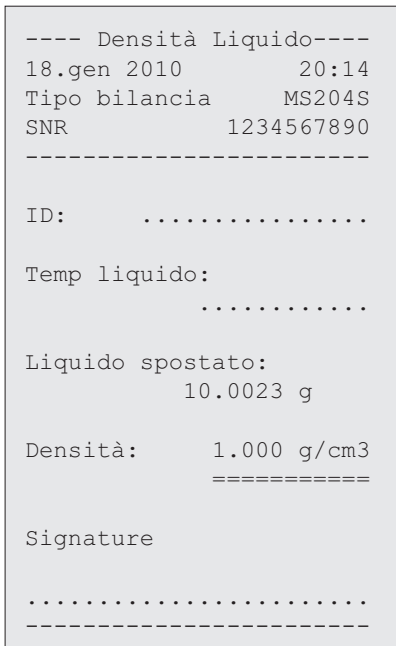 ---- Densità Liquido----
18.gen 2010 20:14
Tipo bilancia MS204S
SNR 1234567890
------------------------
ID: ................
Temp liquido:
............
Liquido spostato:
10.0023 g
Densità: 1.000 g/cm3
===========
Signature
........................
------------------------